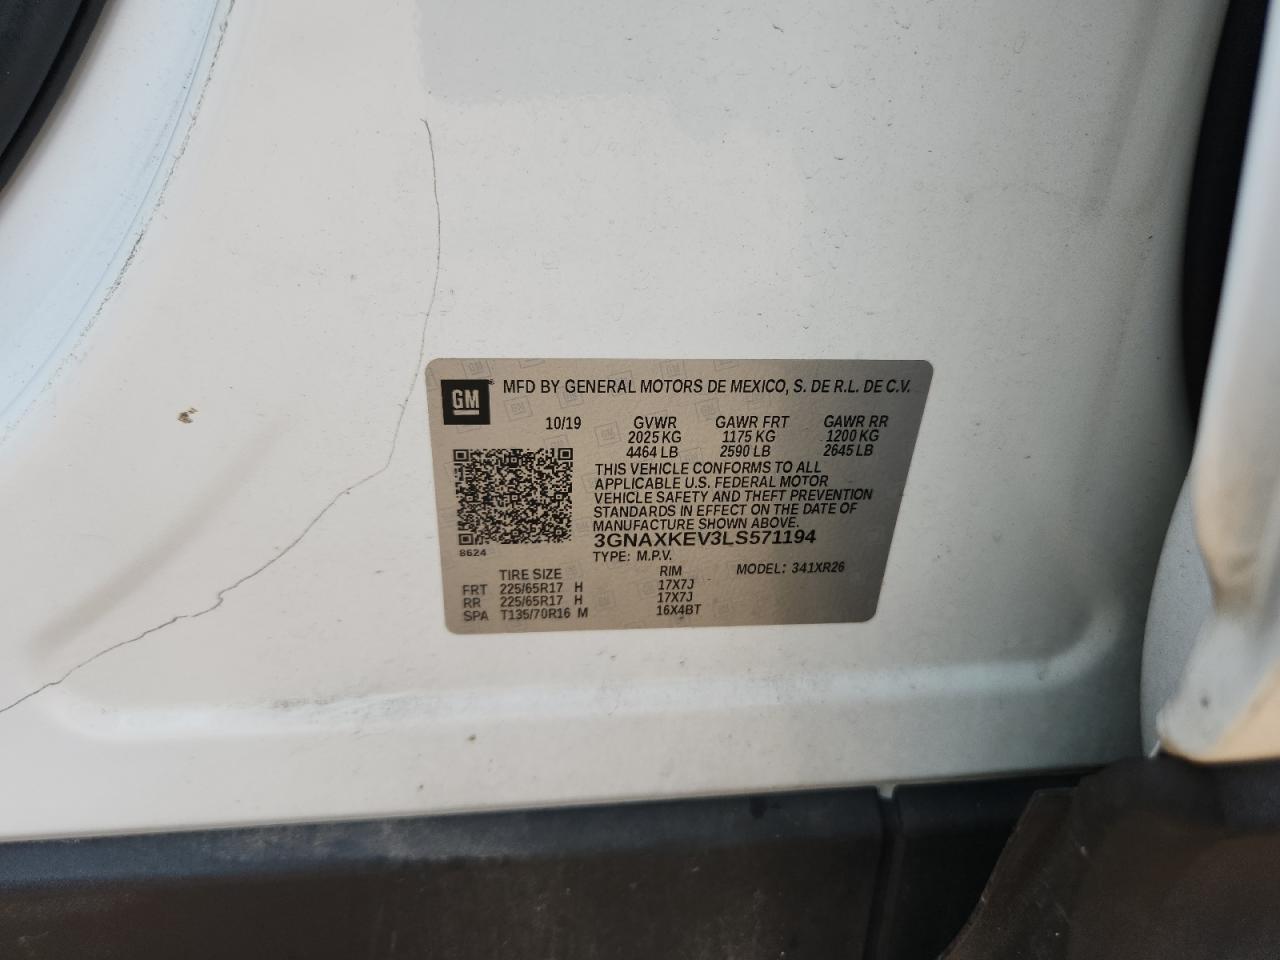 GM
MFD BY GENERAL MOTORS DE MEXICO, S. DE R.L. DE C.V.
10/19 GVWR GAWR FRT GAWR RR
2025 KG 1175 KG 1200 KG
4464 LB 2590 LB 2645 LB
THIS VEHICLE CONFORMS TO ALL
APPLICABLE U.S. FEDERAL MOTOR
VEHICLE SAFETY AND THEFT PREVENTION
STANDARDS IN EFFECT ON THE DATE OF
MANUFACTURE SHOWN ABOVE.
3GNAXKEV3LS571194
8624
TYPE: M.P.V.
TIRE SIZE RIM MODEL: 341XR26
FRT 225/65R17 H 17X7J
RR 225/65R17 H 17X7J
SPA T135/70R16 M 16X4BT